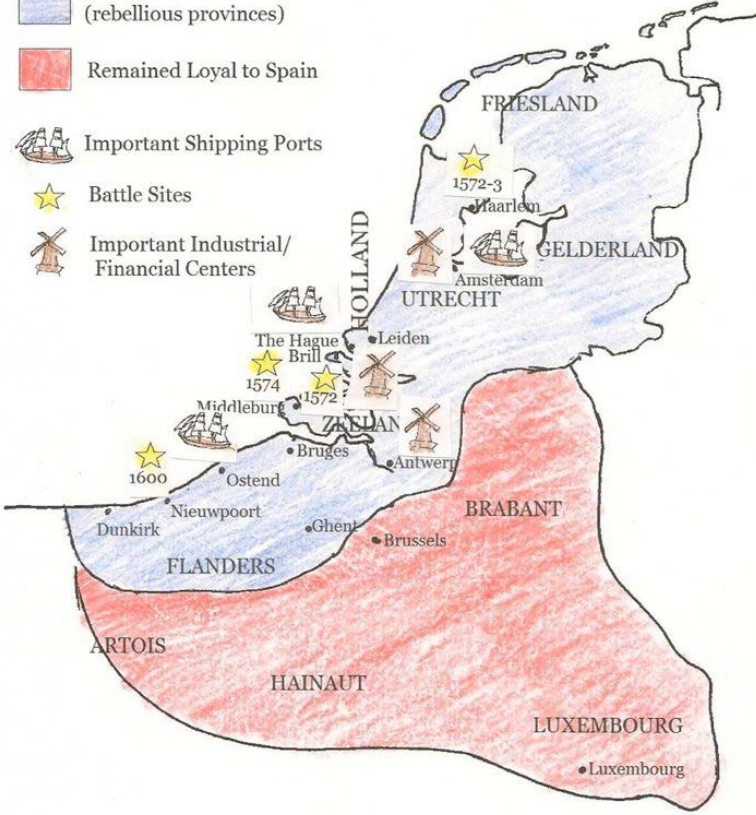 (rebellious provinces)
Remained Loyal to Spain
Important Shipping Ports
Battle Sites
Important Industrial/
Financial Centers
FRIESLAND
1572-3
Haarlem
HOLLAND
GELDERLAND
Amsterdam
UTRECHT
The Hague
Leiden
Brill
1574
1572
Middleburg
ZEELAN
Bruges
Antwerp
1600
Ostend
Nieuwpoort
Dunkirk
Ghent
BRABANT
Brussels
FLANDERS
ARTOIS
HAINAUT
LUXEMBOURG
Luxembourg